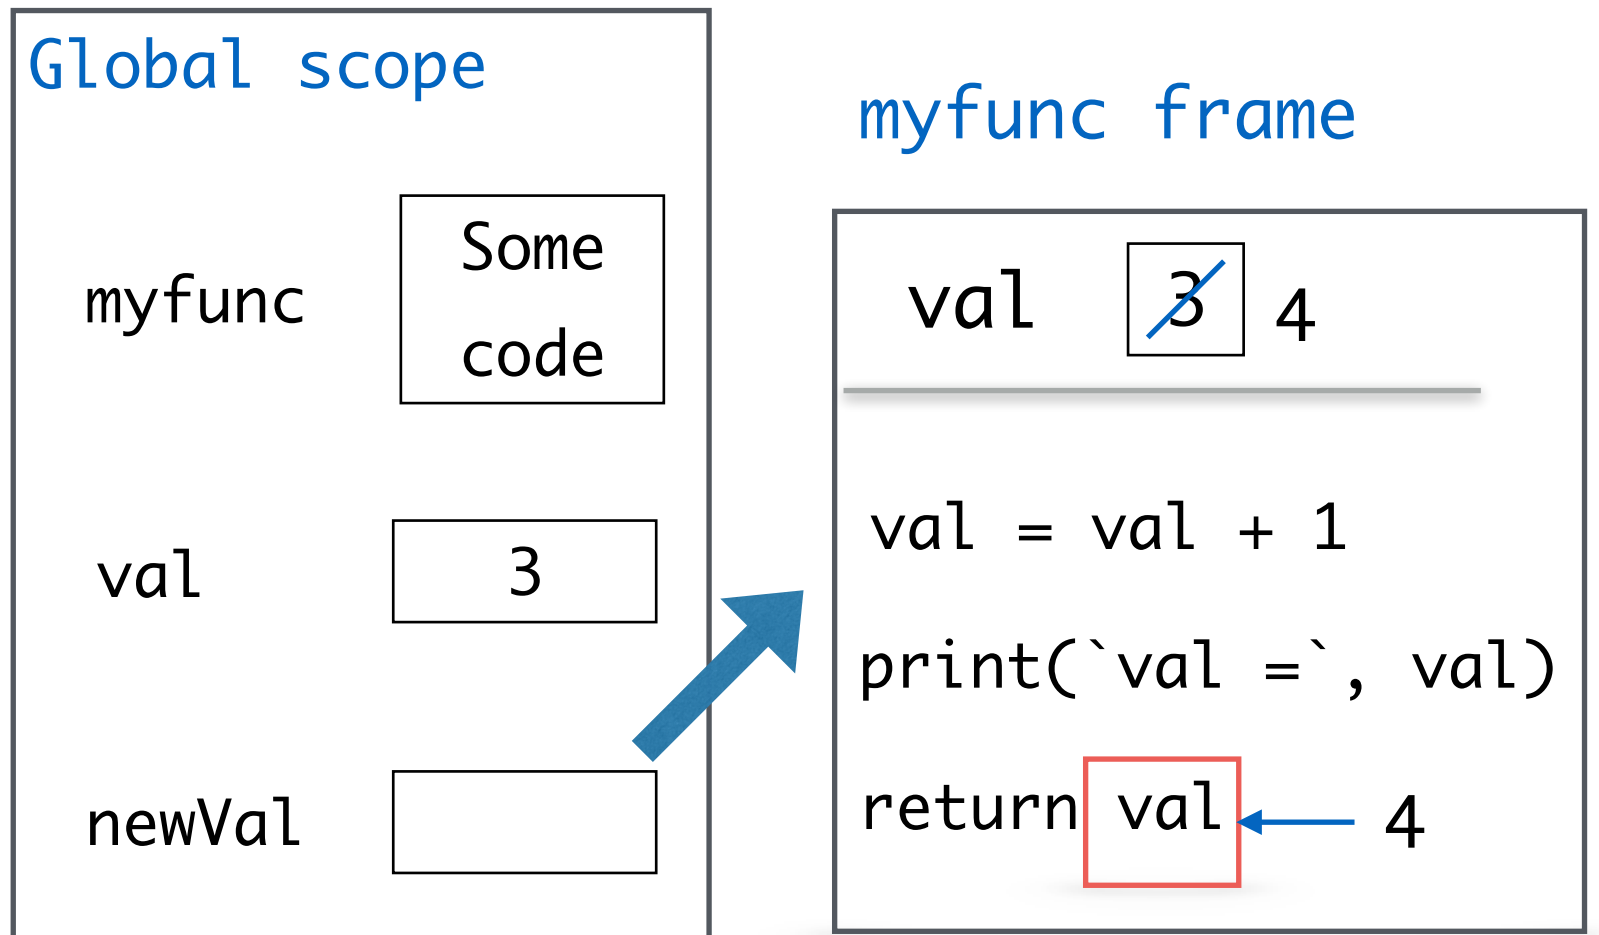 Global scope
myfunc
Some
code
val
3
newVal
myfunc frame
val 3 4
val = val + 1
print(`val =`, val)
return val 4